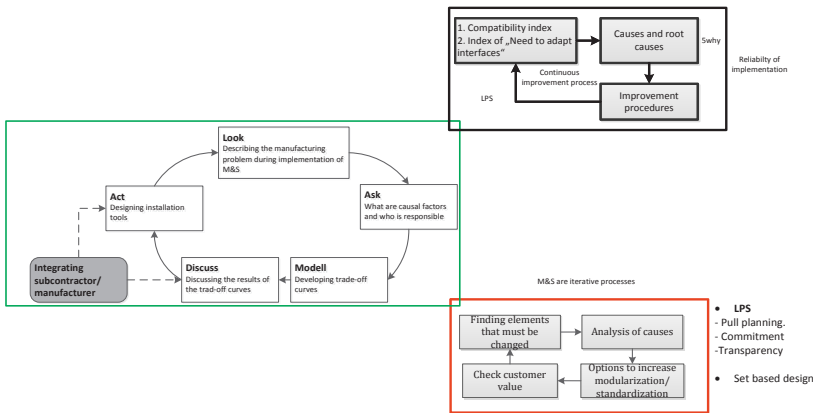 1. Compatibility index
2. Index of „Need to adapt
interfaces“
Causes and root
causes
5why
Reliabilty of
implementation
Continuous
improvement process
LPS
Improvement
procedures
Look
Describing the manufacturing
problem during implementation of
M&S
Act
Designing installation
tools
Ask
What are causal factors
and who is responsible
Integrating
subcontractor/
manufacturer
Discuss
Discussing the results of
the trad-off curves
Modell
Developing trade-off
curves
M&S are iterative processes
Finding elements
that must be
changed
Analysis of causes
Check customer
value
Options to increase
modularization/
standardization
• LPS
- Pull planning.
- Commitment
-Transparency
• Set based design